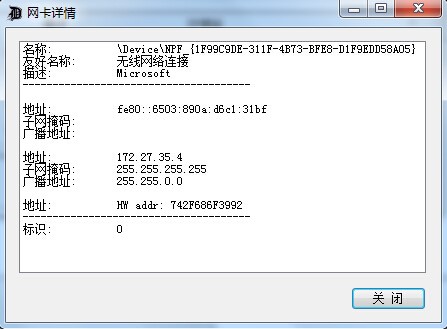 网卡详情
名称: \Device\NPF_{1F99C9DE-311F-4B73-BFE8-D1F9EDD58A05}
友好名称: 无线网络连接
描述: Microsoft
-----------------------------------
地址: fe80::6503:890a:d6c1:31bf
子网掩码:
广播地址:
地址: 172.27.35.4
子网掩码: 255.255.255.255
广播地址: 255.255.0.0
地址: HW addr: 742F686F3992
-----------------------------------
标识: 0
关 闭